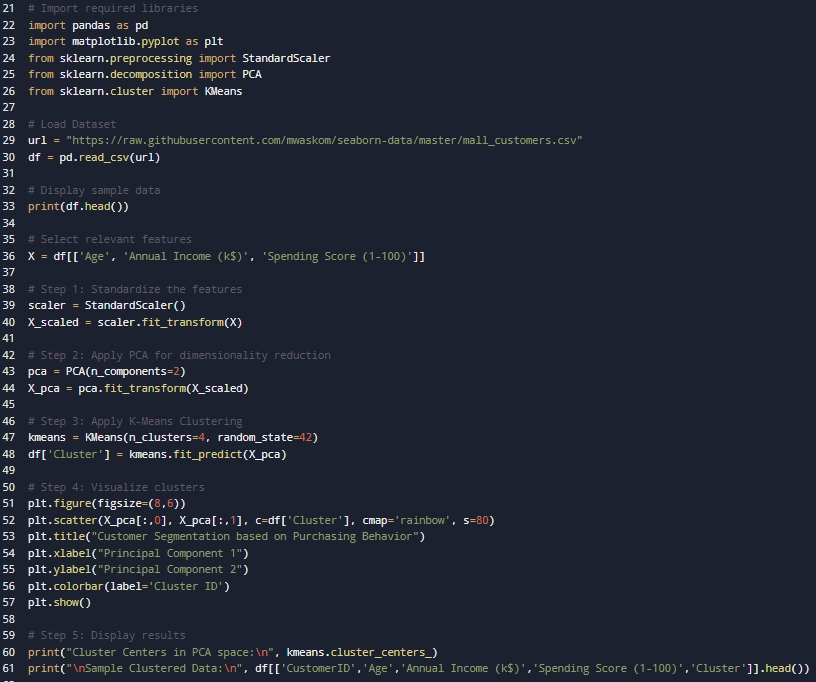 21 # Import required libraries
22 import pandas as pd
23 import matplotlib.pyplot as plt
24 from sklearn.preprocessing import StandardScaler
25 from sklearn.decomposition import PCA
26 from sklearn.cluster import KMeans
27
28 # Load Dataset
29 url = "https://raw.githubusercontent.com/mwaskom/seaborn-data/master/mall_customers.csv"
30 df = pd.read_csv(url)
31
32 # Display sample data
33 print(df.head())
34
35 # Select relevant features
36 X = df[['Age', 'Annual Income (k$)', 'Spending Score (1-100)']]
37
38 # Step 1: Standardize the features
39 scaler = StandardScaler()
40 X_scaled = scaler.fit_transform(X)
41
42 # Step 2: Apply PCA for dimensionality reduction
43 pca = PCA(n_components=2)
44 X_pca = pca.fit_transform(X_scaled)
45
46 # Step 3: Apply K-Means Clustering
47 kmeans = KMeans(n_clusters=4, random_state=42)
48 df['Cluster'] = kmeans.fit_predict(X_pca)
49
50 # Step 4: Visualize clusters
51 plt.figure(figsize=(8,6))
52 plt.scatter(X_pca[:,0], X_pca[:,1], c=df['Cluster'], cmap='rainbow', s=80)
53 plt.title("Customer Segmentation based on Purchasing Behavior")
54 plt.xlabel("Principal Component 1")
55 plt.ylabel("Principal Component 2")
56 plt.colorbar(label='Cluster ID')
57 plt.show()
58
59 # Step 5: Display results
60 print("Cluster Centers in PCA space:\n", kmeans.cluster_centers_)
61 print("\nSample Clustered Data:\n", df[['CustomerID','Age','Annual Income (k$)','Spending Score (1-100)','Cluster']].head())